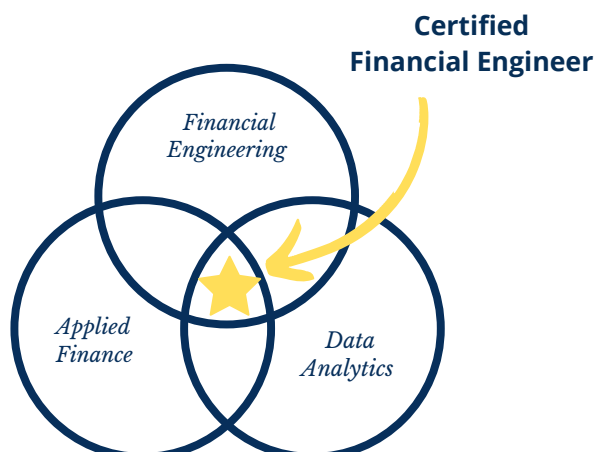 Certified
Financial Engineer
Financial
Engineering
Applied
Finance
Data
Analytics